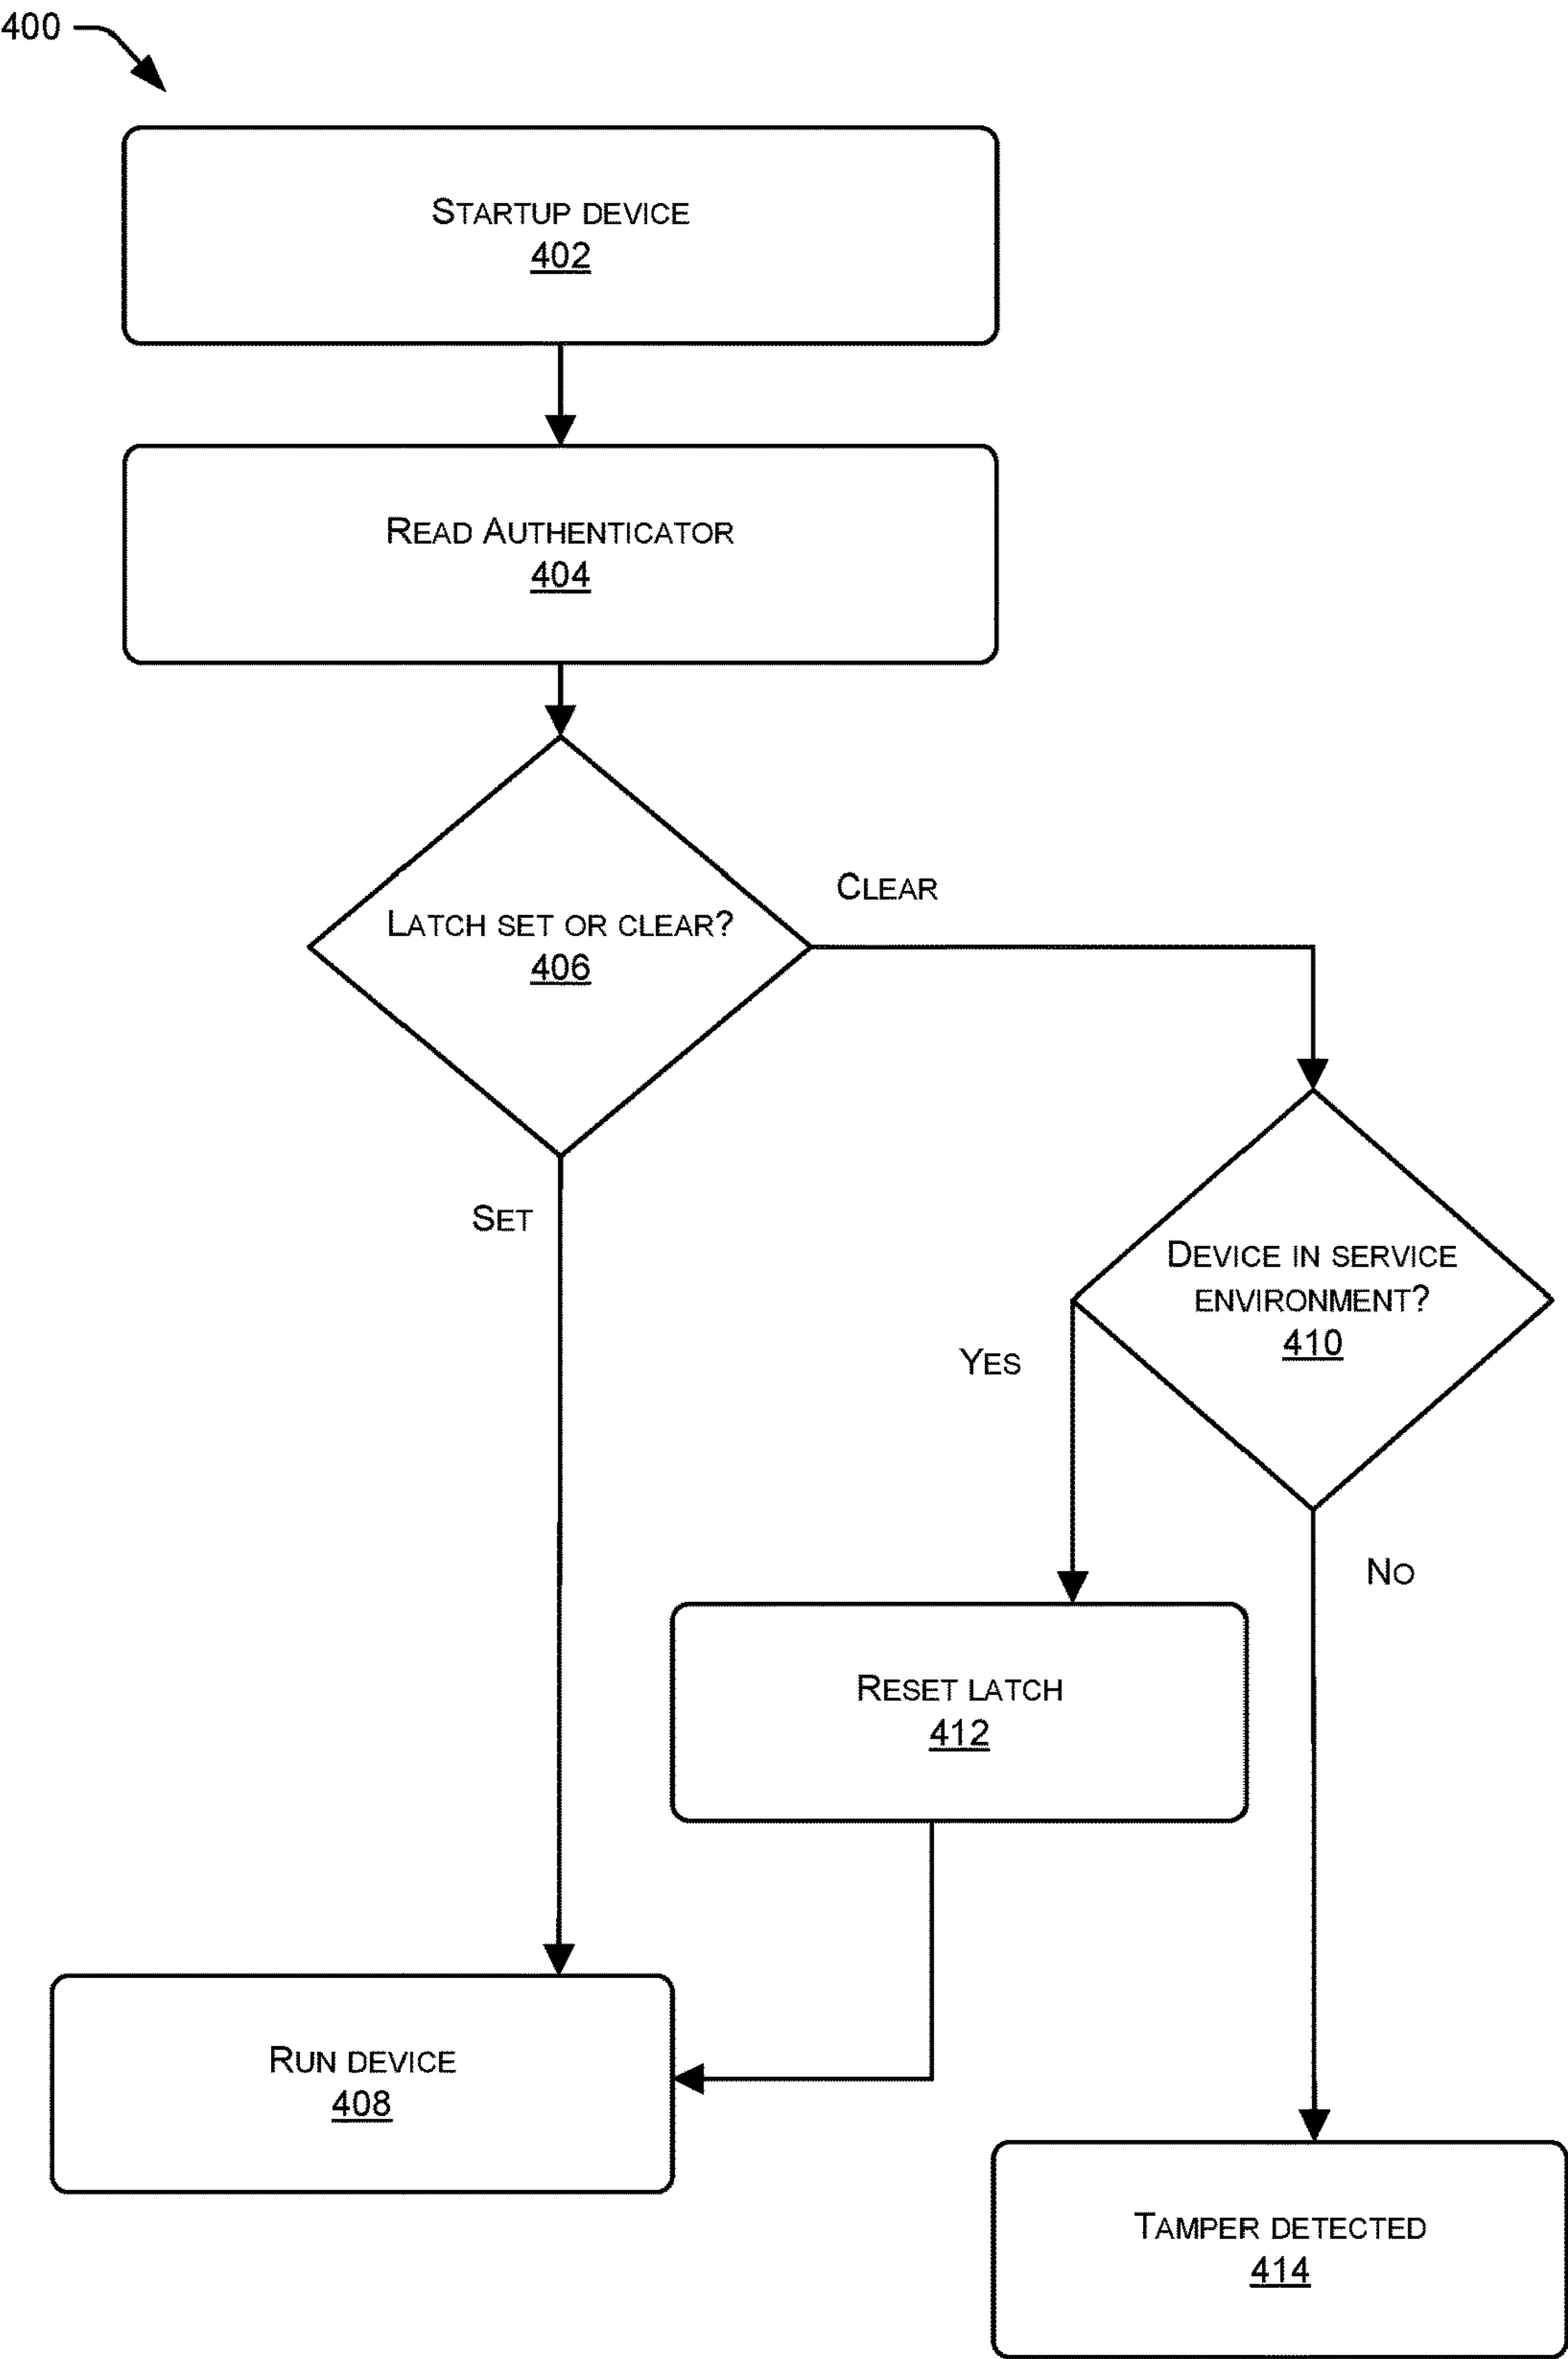 400
Startup device
402
Read Authenticator
404
Latch set or clear?
406
Clear
Set
Device in service
environment?
410
Yes
No
Reset latch
412
Run device
408
Tamper detected
414